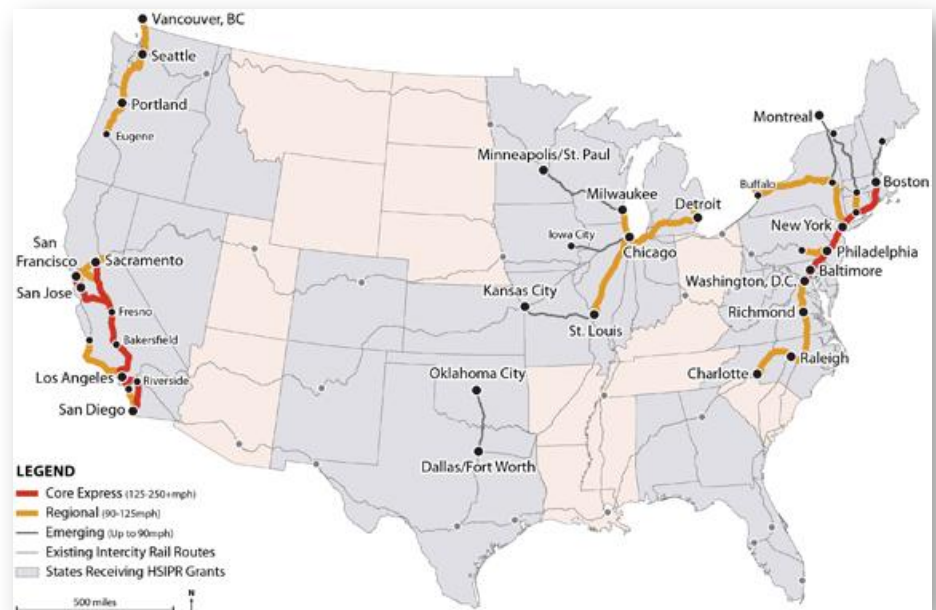 Vancouver, BC
Seattle
Portland
Eugene
Minneapolis/St. Paul
Milwaukee
Detroit
Iowa City
Chicago
Kansas City
St. Louis
Montreal
Buffalo
Boston
New York
Philadelphia
Baltimore
Washington, D.C.
Richmond
Raleigh
Charlotte
San
Francisco
Sacramento
San Jose
Fresno
Bakersfield
Los Angeles
Riverside
San Diego
Oklahoma City
Dallas/Fort Worth
LEGEND
Core Express (125-250+mph)
Regional (90-125mph)
Emerging (Up to 90mph)
Existing Intercity Rail Routes
States Receiving HSIPR Grants
500 miles
N